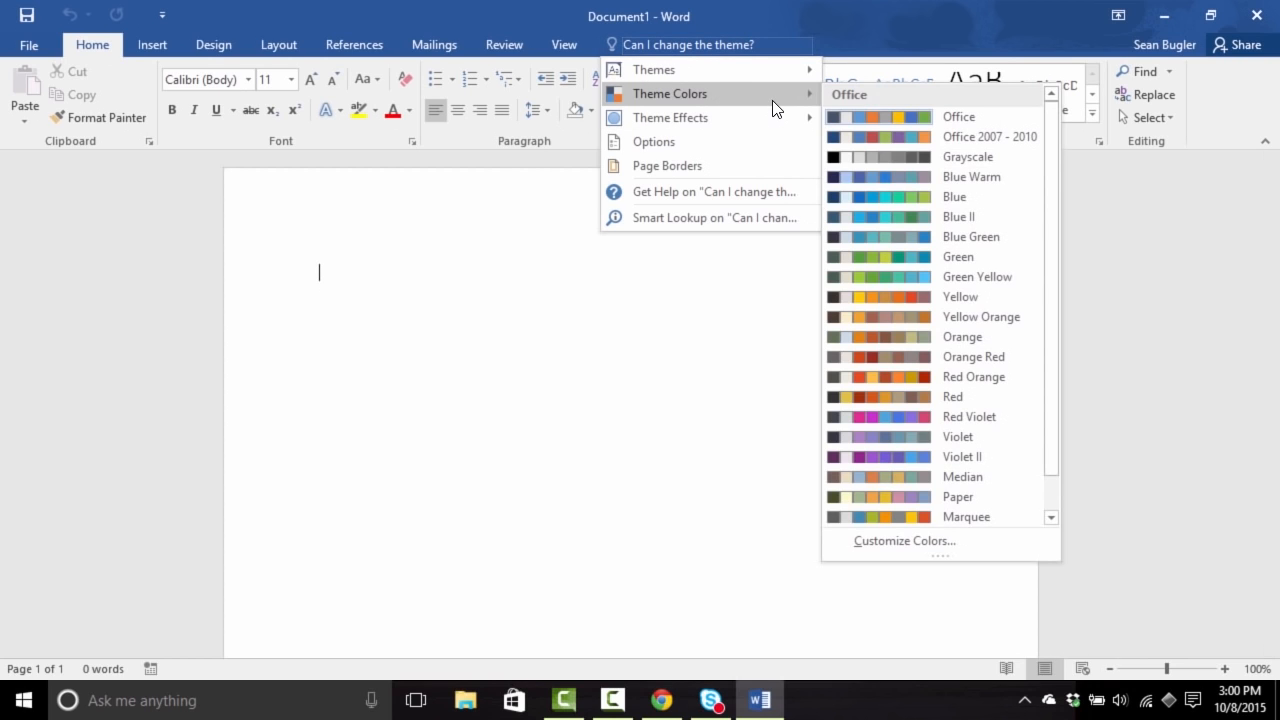 Document1 - Word
File Home Insert Design Layout References Mailings Review View Can I change the theme? Sean Bugler Share
Paste
Cut
Copy
Format Painter
Clipboard
Calibri (Body) 11
B I U abc X₂ X²
Font
Paragraph
Find
Replace
Select
Editing
Themes
Theme Colors
Theme Effects
Options
Page Borders
Get Help on "Can I change th...
Smart Lookup on "Can I chan...
Office
Office
Office 2007 - 2010
Grayscale
Blue Warm
Blue
Blue II
Blue Green
Green
Green Yellow
Yellow
Yellow Orange
Orange
Orange Red
Red Orange
Red
Red Violet
Violet
Violet II
Median
Paper
Marquee
Customize Colors...
Page 1 of 1 0 words 100%
Ask me anything
3:00 PM
10/8/2015